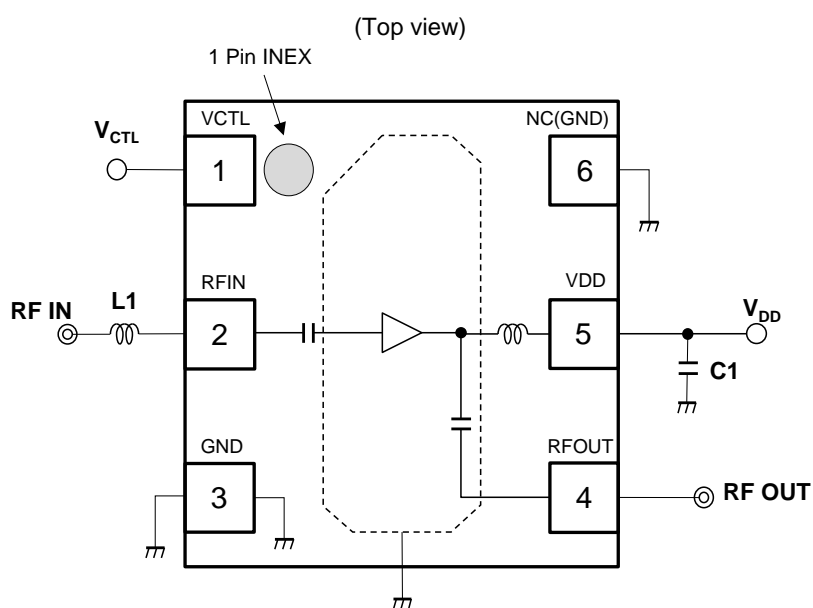 (Top view)
1 Pin INEX
VCTL
NC(GND)
VCTL
1
6
RFIN
VDD
RF IN
L1
2
5
VDD
C1
GND
RFOUT
3
4
RF OUT